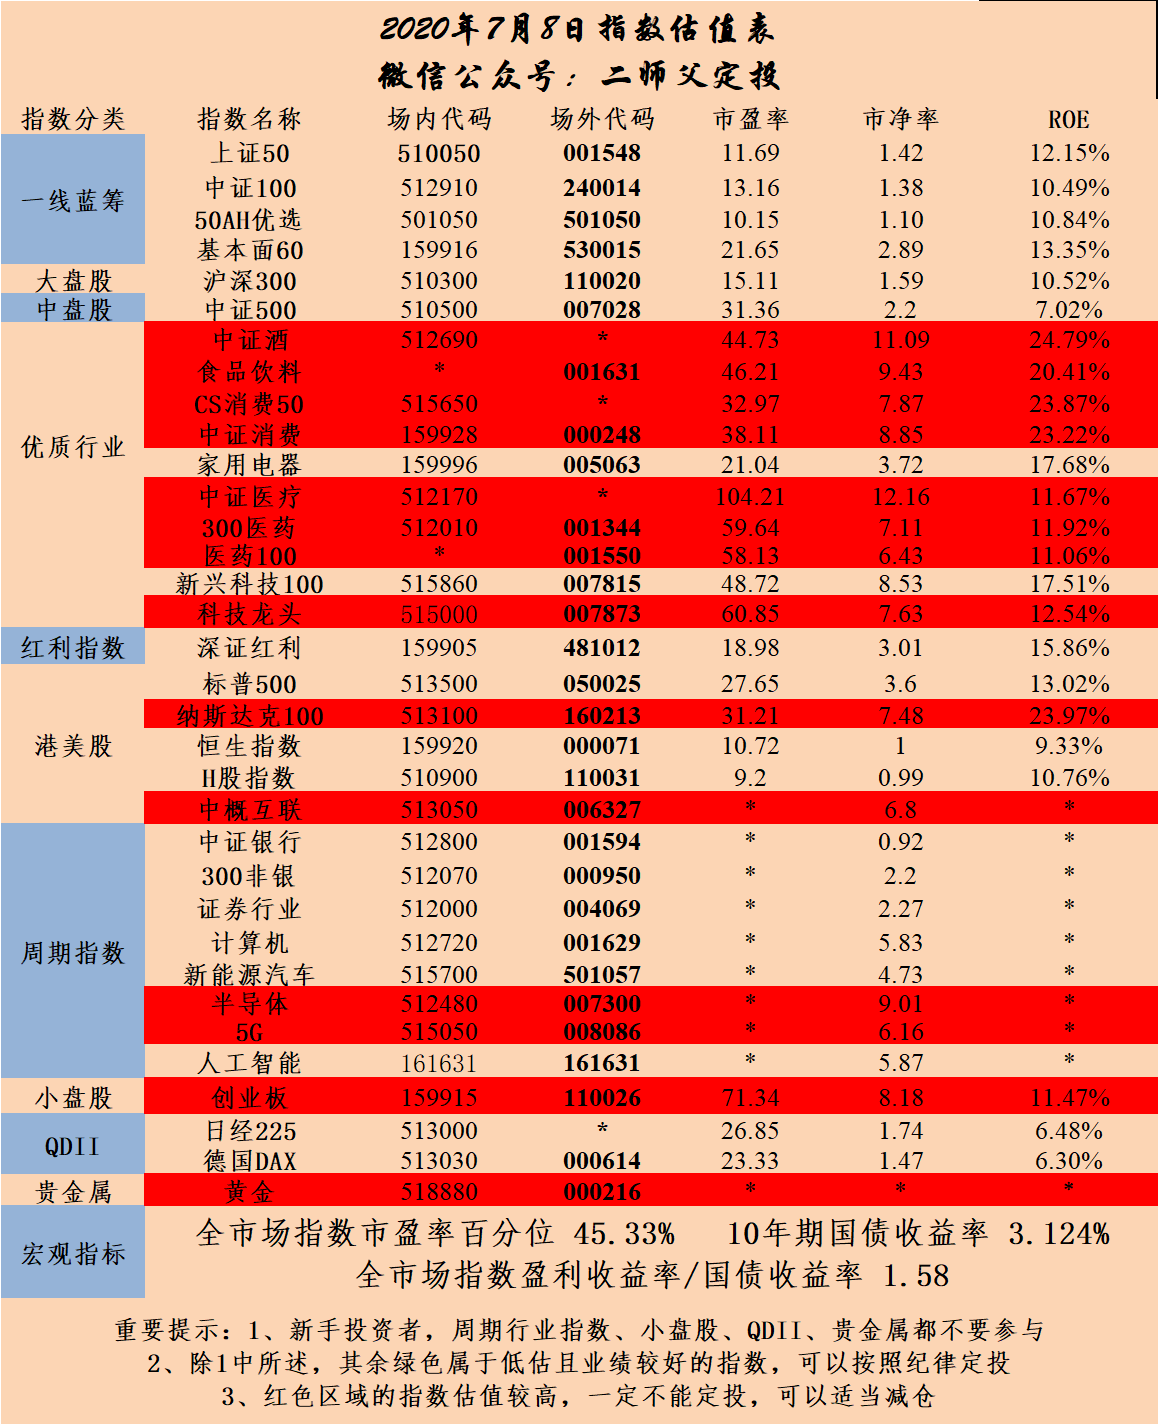 2020年7月8日指数估值表
微信公众号：二师父定投
指数分类 指数名称 场内代码 场外代码 市盈率 市净率 ROE
一线蓝筹
上证50 510050 001548 11.69 1.42 12.15%
中证100 512910 240014 13.16 1.38 10.49%
50AH优选 501050 501050 10.15 1.10 10.84%
基本面60 159916 530015 21.65 2.89 13.35%
大盘股 沪深300 510300 110020 15.11 1.59 10.52%
中盘股 中证500 510500 007028 31.36 2.2 7.02%
优质行业
中证酒 512690 * 44.73 11.09 24.79%
食品饮料 * 001631 46.21 9.43 20.41%
CS消费50 515650 * 32.97 7.87 23.87%
中证消费 159928 000248 38.11 8.85 23.22%
家用电器 159996 005063 21.04 3.72 17.68%
中证医疗 512170 * 104.21 12.16 11.67%
300医药 512010 001344 59.64 7.11 11.92%
医药100 * 001550 58.13 6.43 11.06%
新兴科技100 515860 007815 48.72 8.53 17.51%
科技龙头 515000 007873 60.85 7.63 12.54%
红利指数 深证红利 159905 481012 18.98 3.01 15.86%
港美股
标普500 513500 050025 27.65 3.6 13.02%
纳斯达克100 513100 160213 31.21 7.48 23.97%
恒生指数 159920 000071 10.72 1 9.33%
H股指数 510900 110031 9.2 0.99 10.76%
中概互联 513050 006327 * 6.8 *
周期指数
中证银行 512800 001594 * 0.92 *
300非银 512070 000950 * 2.2 *
证券行业 512000 004069 * 2.27 *
计算机 512720 001629 * 5.83 *
新能源汽车 515700 501057 * 4.73 *
半导体 512480 007300 * 9.01 *
5G 515050 008086 * 6.16 *
人工智能 161631 161631 * 5.87 *
小盘股 创业板 159915 110026 71.34 8.18 11.47%
QDII
日经225 513000 * 26.85 1.74 6.48%
德国DAX 513030 000614 23.33 1.47 6.30%
贵金属 黄金 518880 000216 * * *
宏观指标
全市场指数市盈率百分位 45.33% 10年期国债收益率 3.124%
全市场指数盈利收益率/国债收益率 1.58
重要提示：1、新手投资者，周期行业指数、小盘股、QDII、贵金属都不要参与
2、除1中所述，其余绿色属于低估且业绩较好的指数，可以按照纪律定投
3、红色区域的指数估值较高，一定不能定投，可以适当减仓